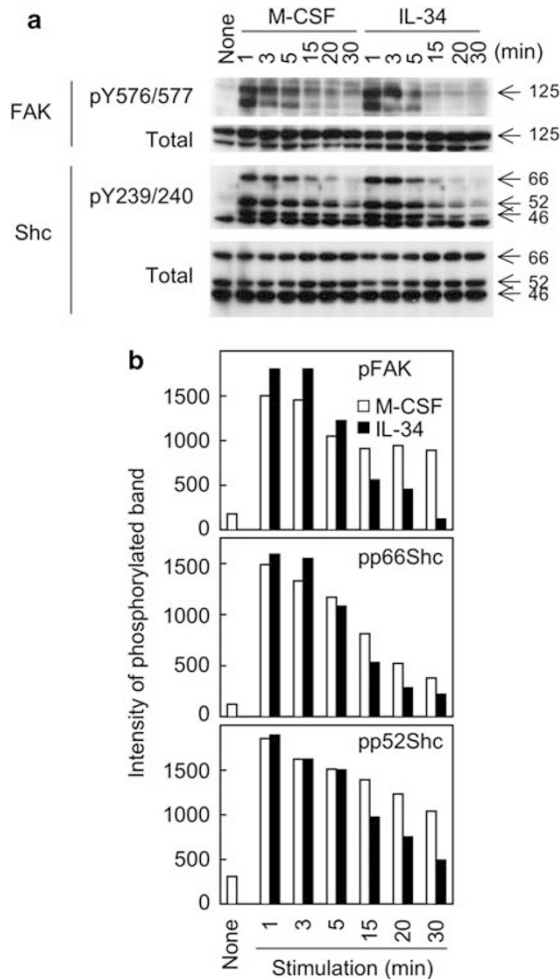 a
M-CSF IL-34
None 1 3 5 15 20 30 1 3 5 15 20 30 (min)
FAK
pY576/577 125
Total 125
Shc
pY239/240 66
52
46
Total 66
52
46
b
Intensity of phosphorylated band
pFAK
M-CSF
IL-34
1500
1000
500
0
pp66Shc
1500
1000
500
0
pp52Shc
1500
1000
500
0
None 1 3 5 15 20 30
Stimulation (min)